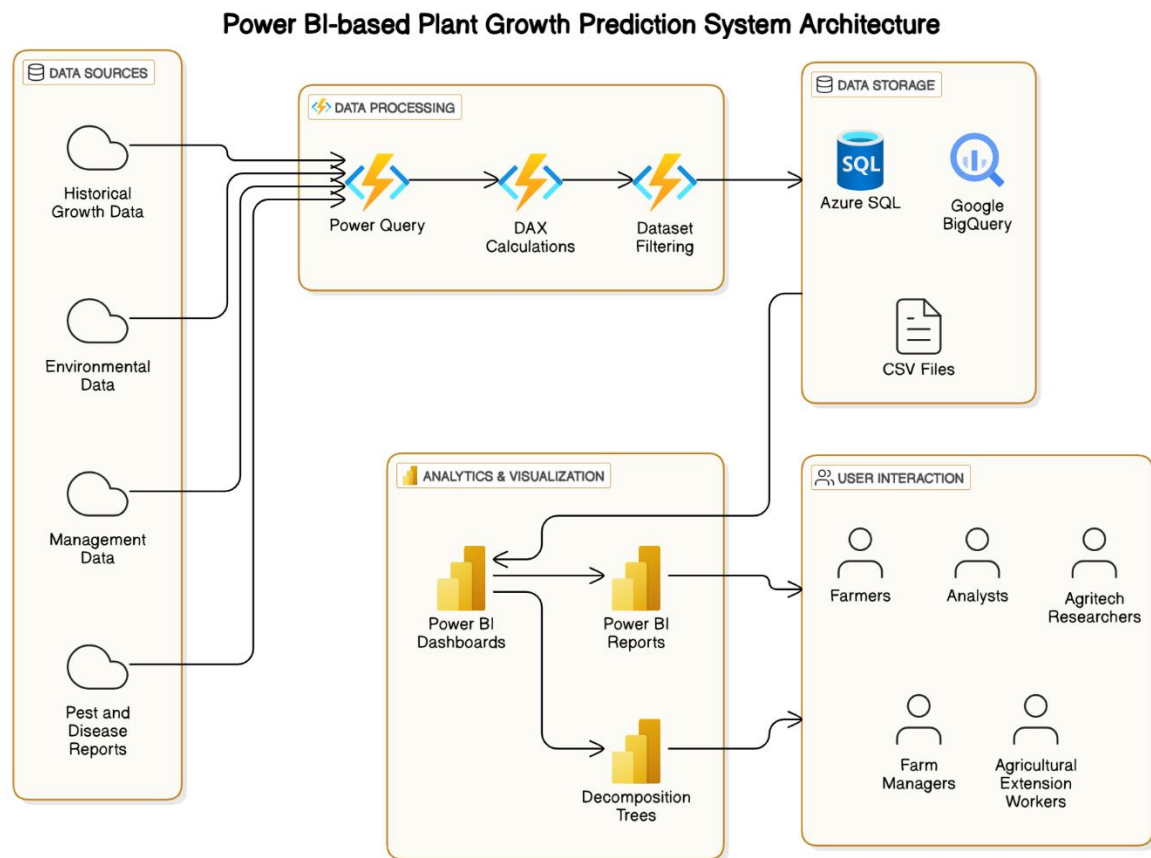 Power BI-based Plant Growth Prediction System Architecture
DATA SOURCES
Historical
Growth Data
Environmental
Data
Management
Data
Pest and
Disease
Reports
DATA PROCESSING
Power Query
DAX
Calculations
Dataset
Filtering
DATA STORAGE
SQL
Azure SQL
Google
BigQuery
CSV Files
ANALYTICS & VISUALIZATION
Power BI
Dashboards
Power BI
Reports
Decomposition
Trees
USER INTERACTION
Farmers
Analysts
Agritech
Researchers
Farm
Managers
Agricultural
Extension
Workers